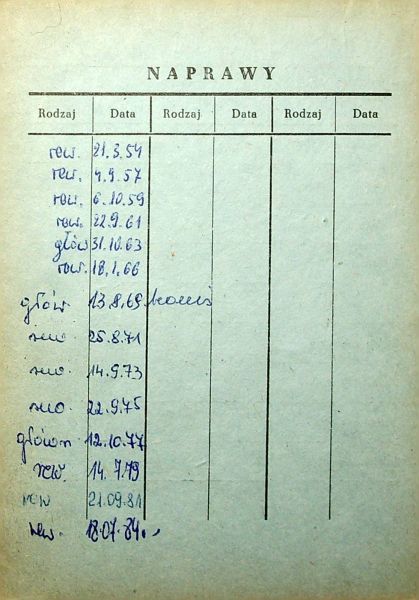 NAPRAWY
Rodzaj Data Rodzaj Data Rodzaj Data
rew. 21.3.54
rew. 4.9.57
rew. 6.10.59
rew. 22.9.61
głów 31.10.63
rew. 18.1.66
głów 13.8.69
rew 25.8.71
rew. 14.9.73
rew. 22.9.75
główn 12.10.77
rew. 14.7.79
rew 21.09.81
rew. 18.07.84.